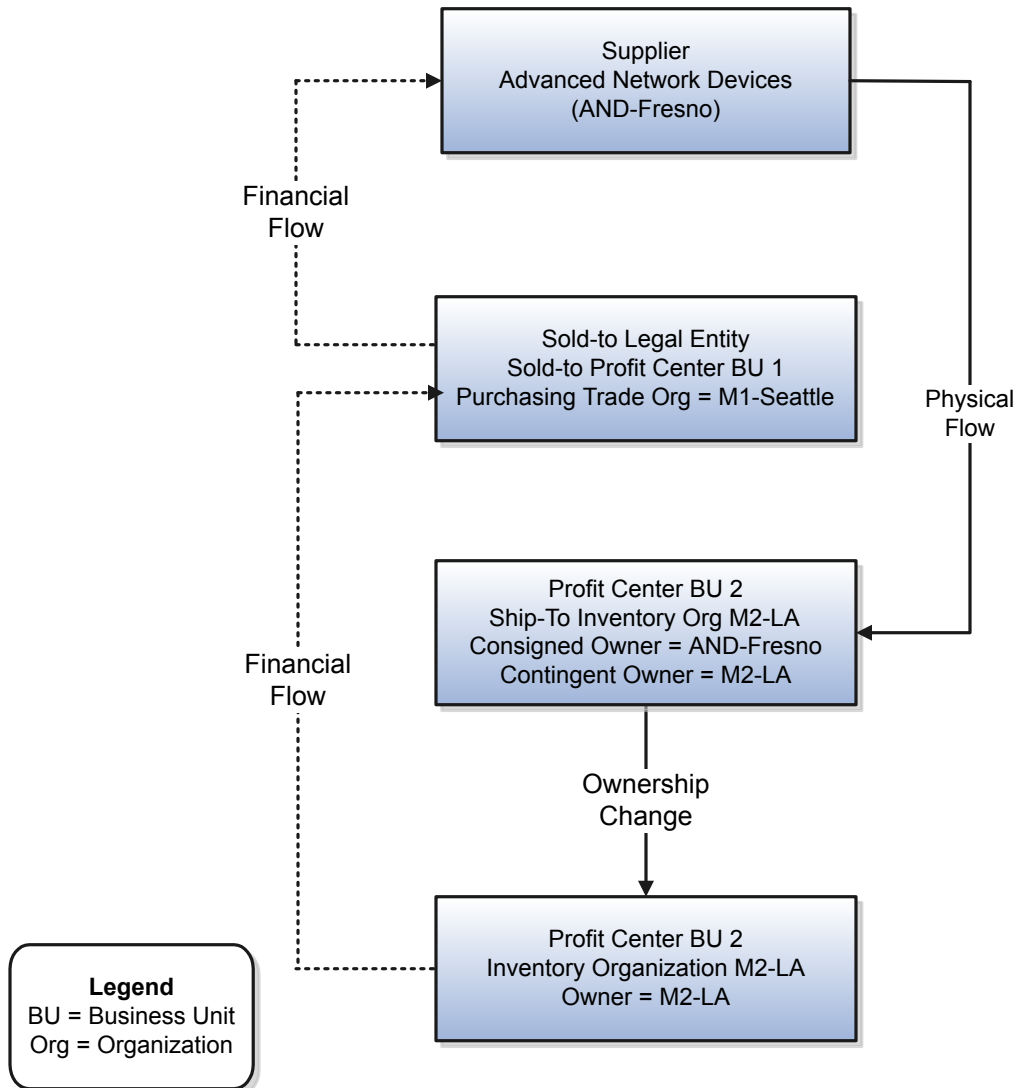 Supplier
Advanced Network Devices
(AND-Fresno)
Financial
Flow
Sold-to Legal Entity
Sold-to Profit Center BU 1
Purchasing Trade Org = M1-Seattle
Physical
Flow
Profit Center BU 2
Ship-To Inventory Org M2-LA
Consigned Owner = AND-Fresno
Contingent Owner = M2-LA
Financial
Flow
Ownership
Change
Profit Center BU 2
Inventory Organization M2-LA
Owner = M2-LA
Legend
BU = Business Unit
Org = Organization